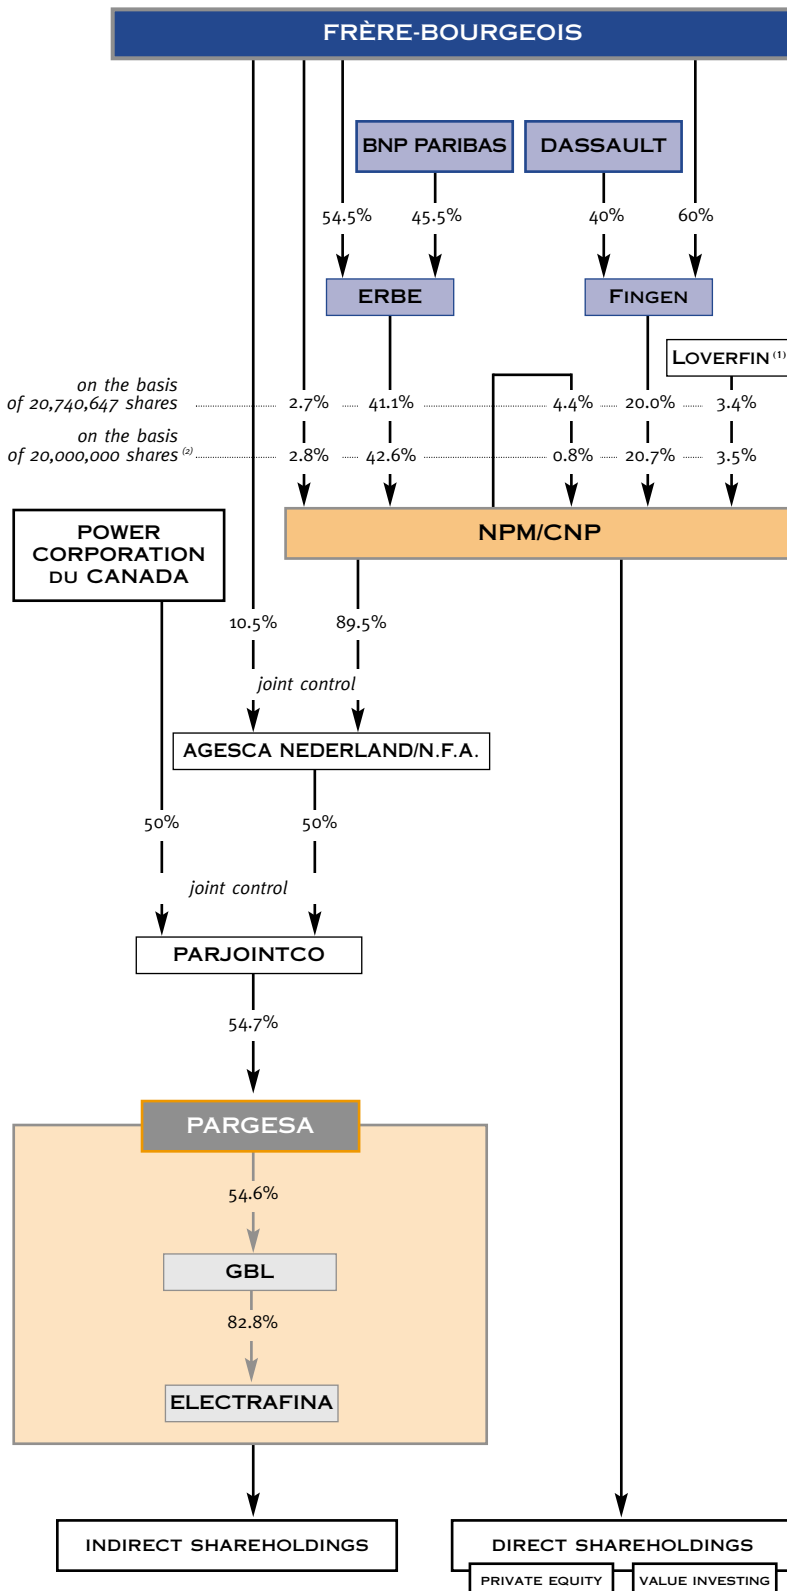 FRÈRE-BOURGEOIS
BNP PARIBAS
DASSAULT
54.5%
45.5%
40%
60%
ERBE
FINGEN
LOVERFIN (1)
on the basis
of 20,740,647 shares
2.7%
41.1%
4.4%
20.0%
3.4%
on the basis
of 20,000,000 shares (2)
2.8%
42.6%
0.8%
20.7%
3.5%
POWER
CORPORATION
DU CANADA
NPM/CNP
10.5%
89.5%
joint control
AGESCA NEDERLAND/N.F.A.
50%
50%
joint control
PARJOINTCO
54.7%
PARGESA
54.6%
GBL
82.8%
ELECTRAFINA
INDIRECT SHAREHOLDINGS
DIRECT SHAREHOLDINGS
PRIVATE EQUITY
VALUE INVESTING